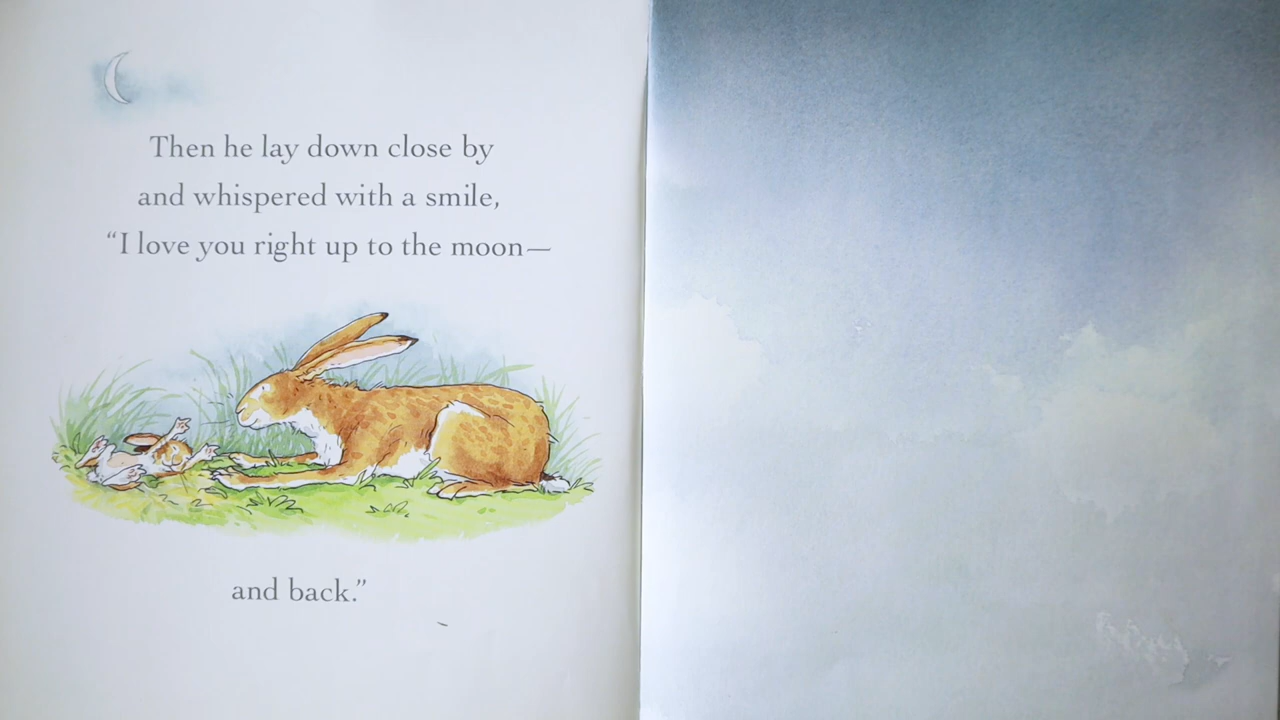 Then he lay down close by
and whispered with a smile,
“I love you right up to the moon—
and back.”